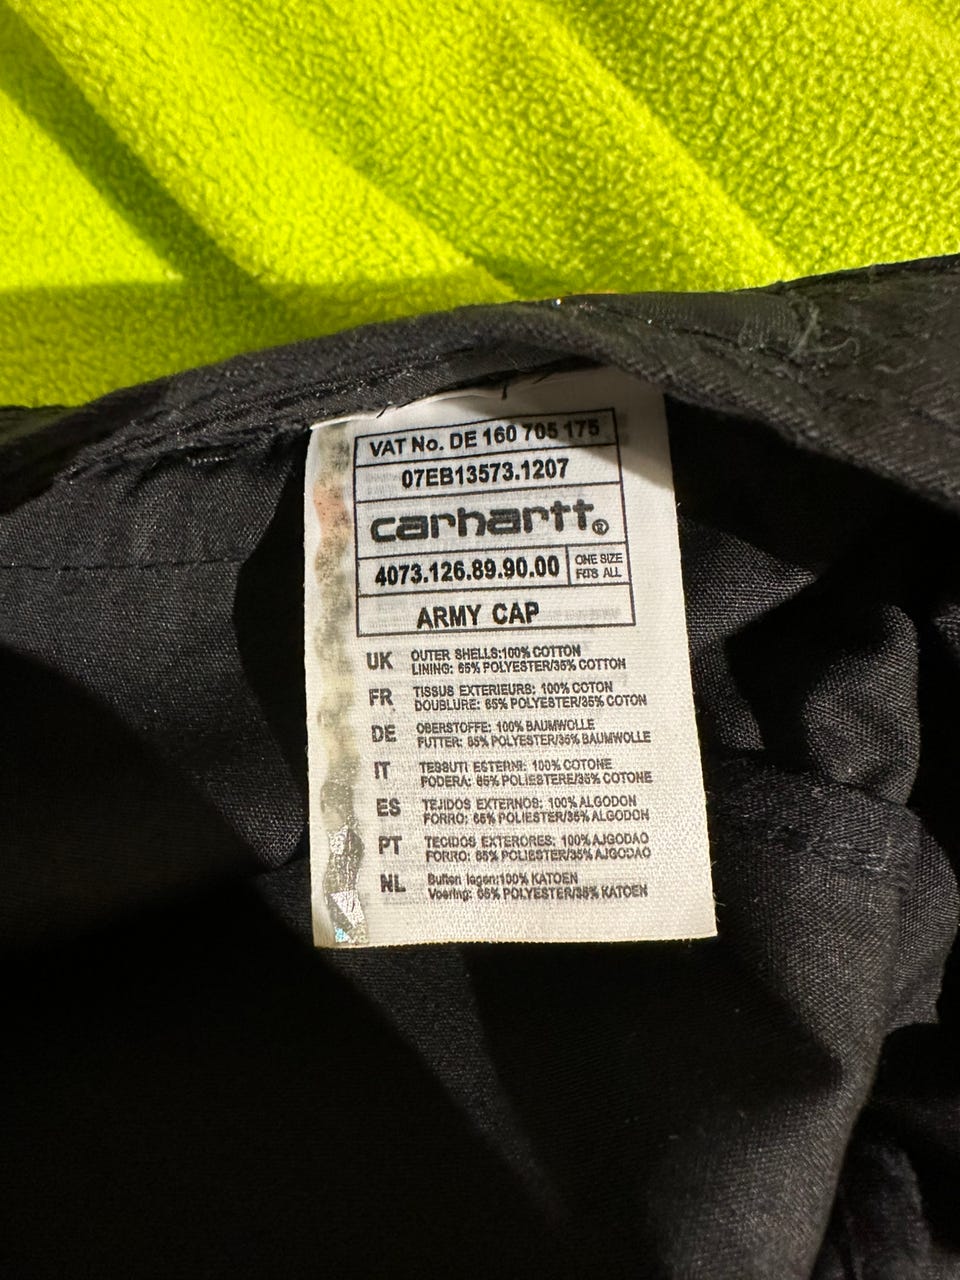 VAT No. DE 160 705 175
07EB13573.1207
carhartt®
4073.126.89.90.00
ONE SIZE
FITS ALL
ARMY CAP
UK
OUTER SHELLS:100% COTTON
LINING: 65% POLYESTER/35% COTTON
FR
TISSUS EXTERIEURS: 100% COTON
DOUBLURE: 65% POLYESTER/35% COTON
DE
OBERSTOFFE: 100% BAUMWOLLE
FUTTER: 65% POLYESTER/35% BAUMWOLLE
IT
TESSUTI ESTERNI: 100% COTONE
FODERA: 65% POLIESTERE/35% COTONE
ES
TEJIDOS EXTERNOS: 100% ALGODON
FORRO: 65% POLIESTER/35% ALGODON
PT
TECIDOS EXTERORES: 100% AJGODAO
FORRO: 65% POLIESTER/35% AJGODAO
NL
Buiten lagen:100% KATOEN
Voering: 65% POLYESTER/35% KATOEN